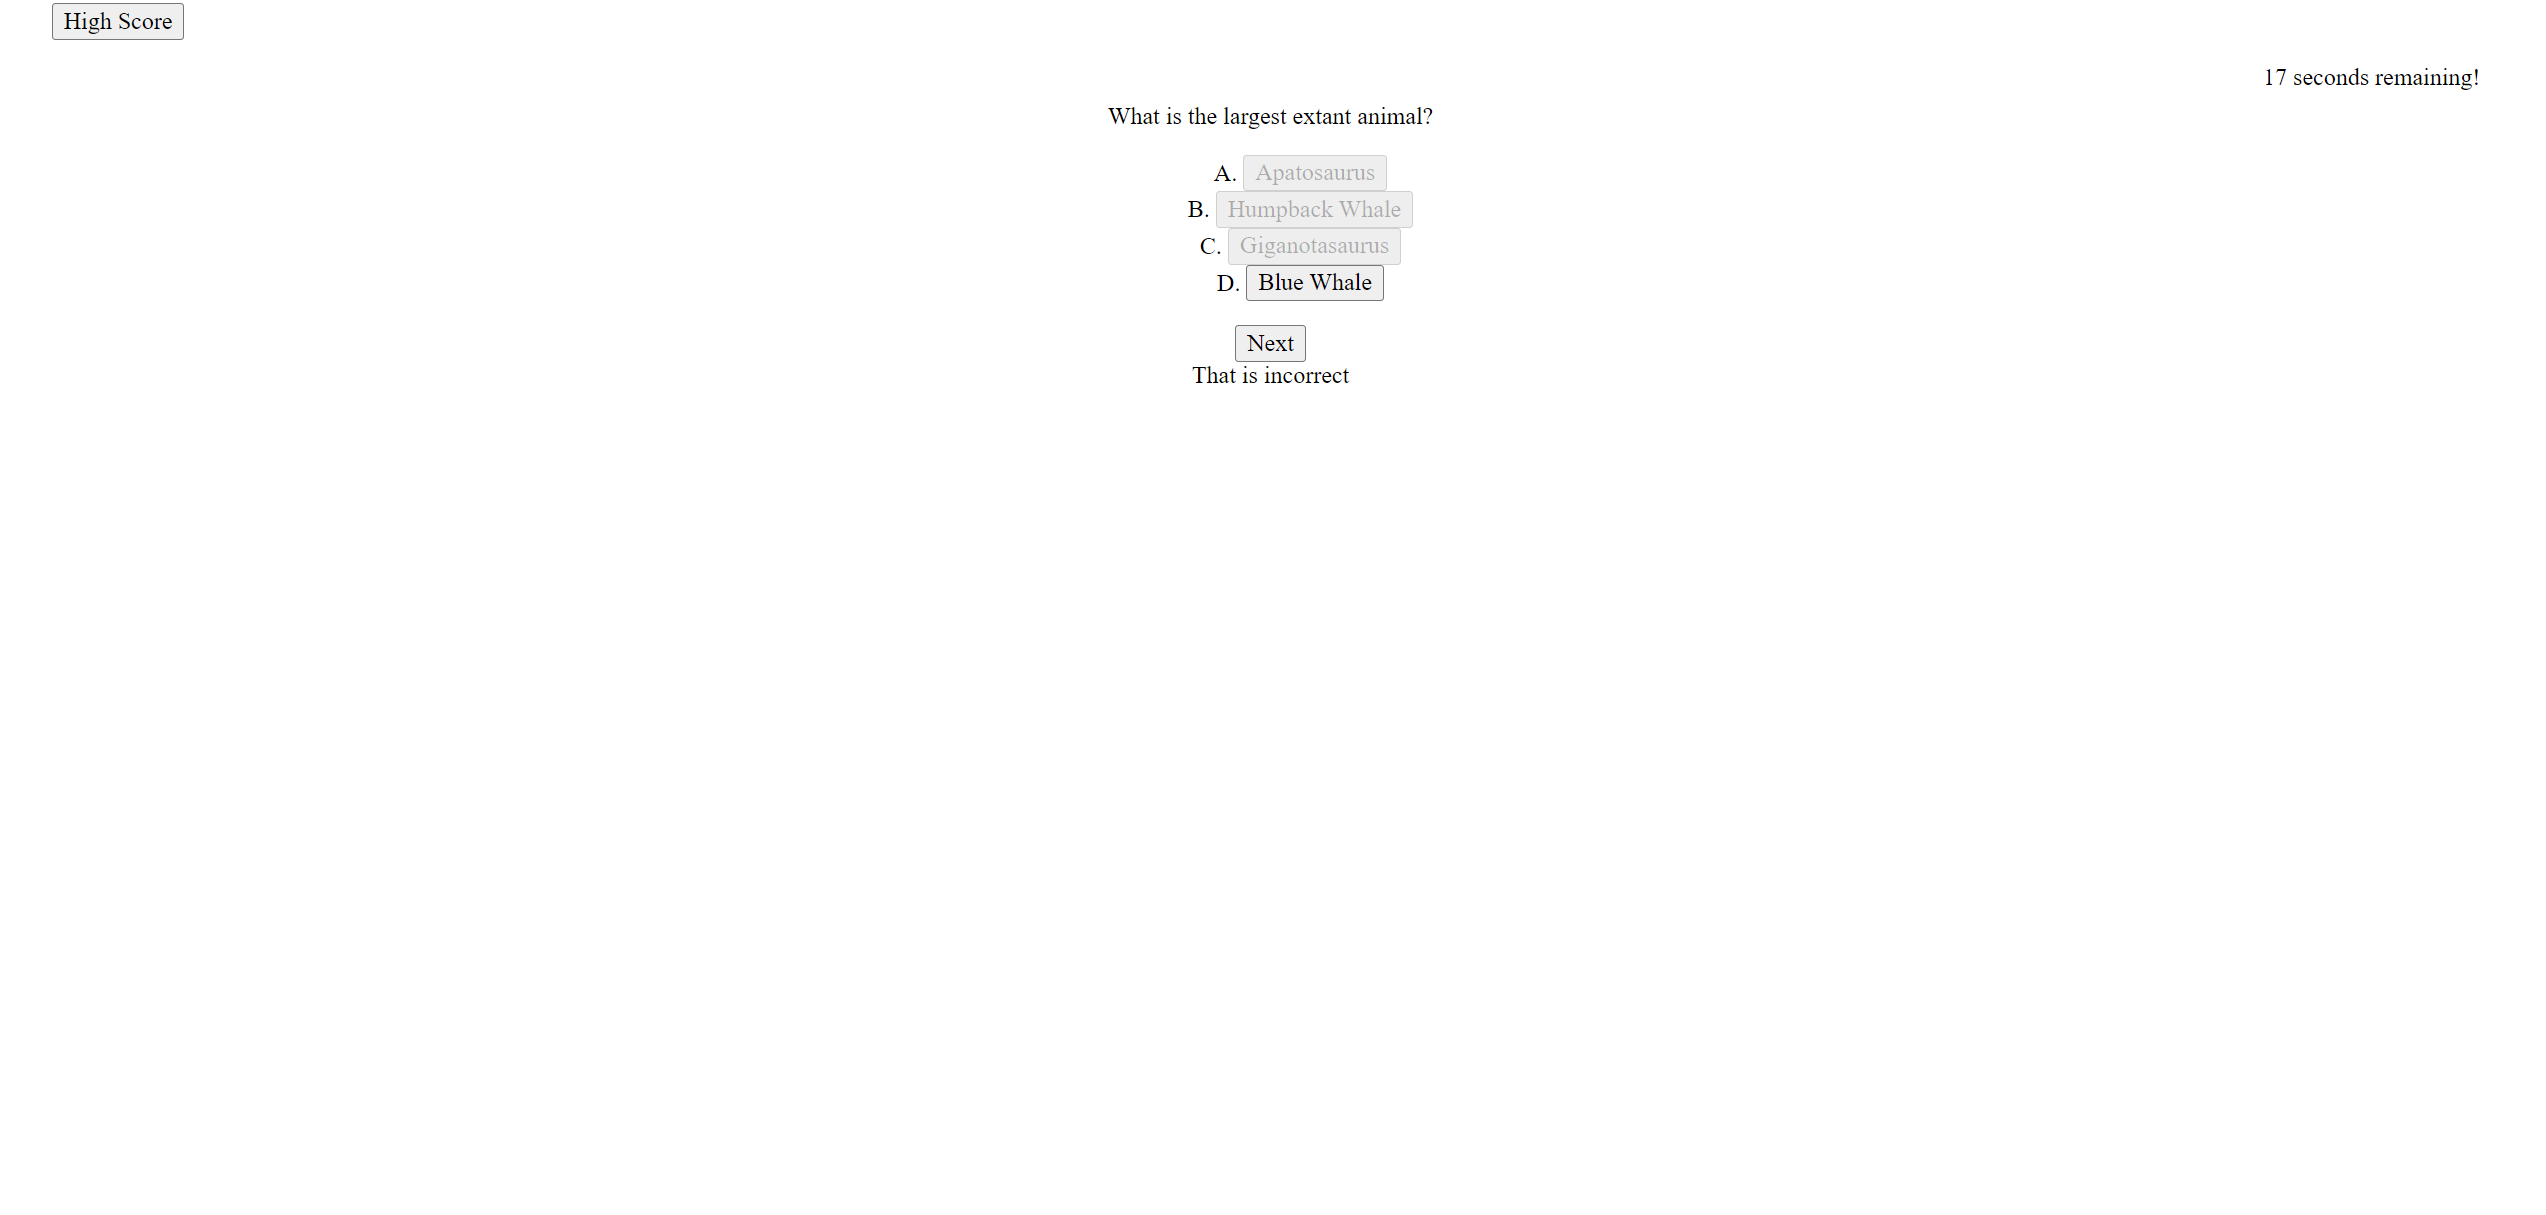 High Score
17 seconds remaining!
What is the largest extant animal?
A. Apatosaurus
B. Humpback Whale
C. Giganotasaurus
D. Blue Whale
Next
That is incorrect